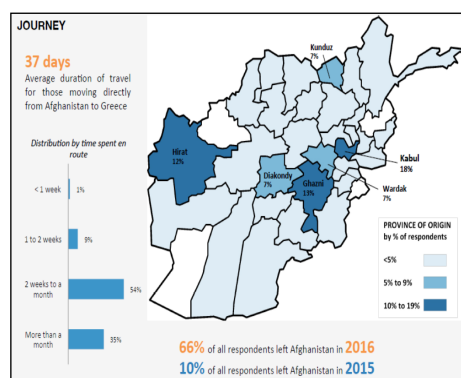 JOURNEY
37 days
Average duration of travel
for those moving directly
from Afghanistan to Greece
Distribution by time spent en
route
< 1 week
1%
1 to 2 weeks
9%
2 weeks to a
month
54%
More than a
month
35%
Kunduz
7%
Hirat
12%
Diakondy
7%
Ghazni
13%
Kabul
18%
Wardak
7%
PROVINCE OF ORIGIN
by % of respondents
<5%
5% to 9%
10% to 19%
66% of all respondents left Afghanistan in 2016
10% of all respondents left Afghanistan in 2015